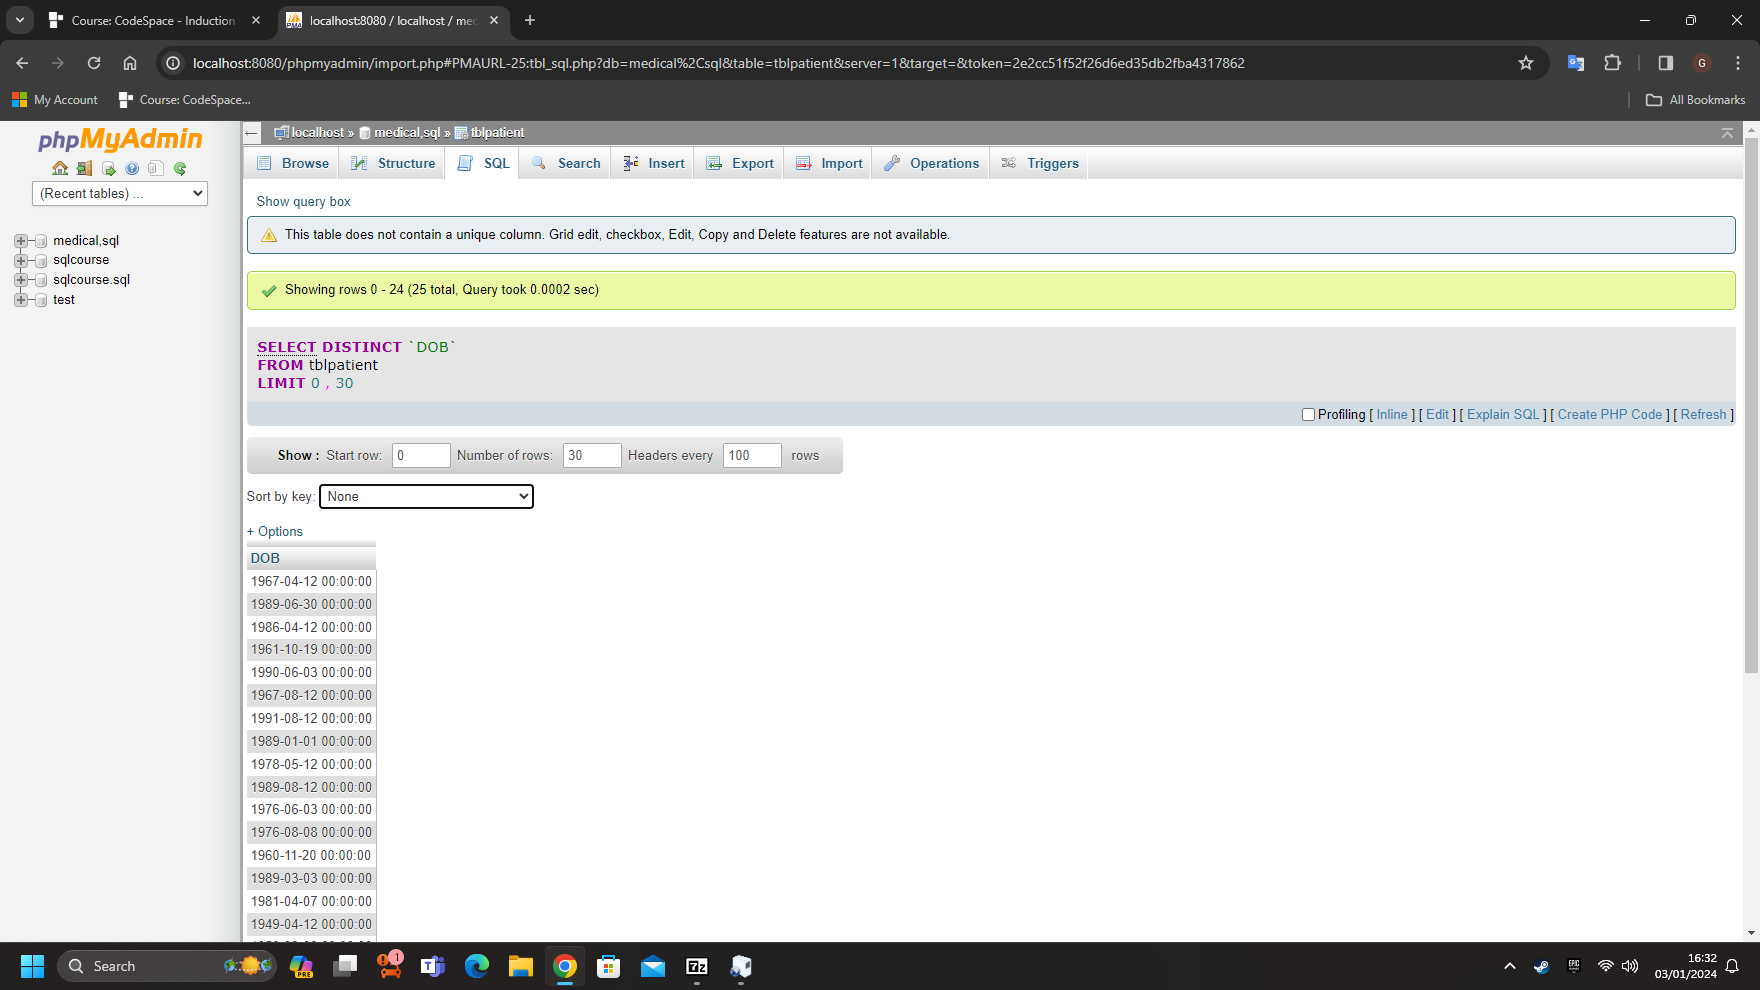 Course: CodeSpace - Induction
localhost:8080 / localhost / me
localhost:8080/phpmyadmin/import.php#PMAURL-25:tbl_sql.php?db=medical%2Csql&table=tblpatient&server=1&target=&token=2e2cc51f52f26d6ed35db2fba4317862
G
My Account
Course: CodeSpace...
All Bookmarks
phpMyAdmin
(Recent tables) ...
medical,sql
sqlcourse
sqlcourse.sql
test
localhost » medical,sql » tblpatient
Browse Structure SQL Search Insert Export Import Operations Triggers
Show query box
This table does not contain a unique column. Grid edit, checkbox, Edit, Copy and Delete features are not available.
Showing rows 0 - 24 (25 total, Query took 0.0002 sec)
SELECT DISTINCT `DOB`
FROM tblpatient
LIMIT 0 , 30
Profiling [ Inline ] [ Edit ] [ Explain SQL ] [ Create PHP Code ] [ Refresh ]
Show : Start row: 0 Number of rows: 30 Headers every 100 rows
Sort by key: None
+ Options
DOB
1967-04-12 00:00:00
1989-06-30 00:00:00
1986-04-12 00:00:00
1961-10-19 00:00:00
1990-06-03 00:00:00
1967-08-12 00:00:00
1991-08-12 00:00:00
1989-01-01 00:00:00
1978-05-12 00:00:00
1989-08-12 00:00:00
1976-06-03 00:00:00
1976-08-08 00:00:00
1960-11-20 00:00:00
1989-03-03 00:00:00
1981-04-07 00:00:00
1949-04-12 00:00:00
Search
PRE
1
7z
EPIC
16:32
03/01/2024